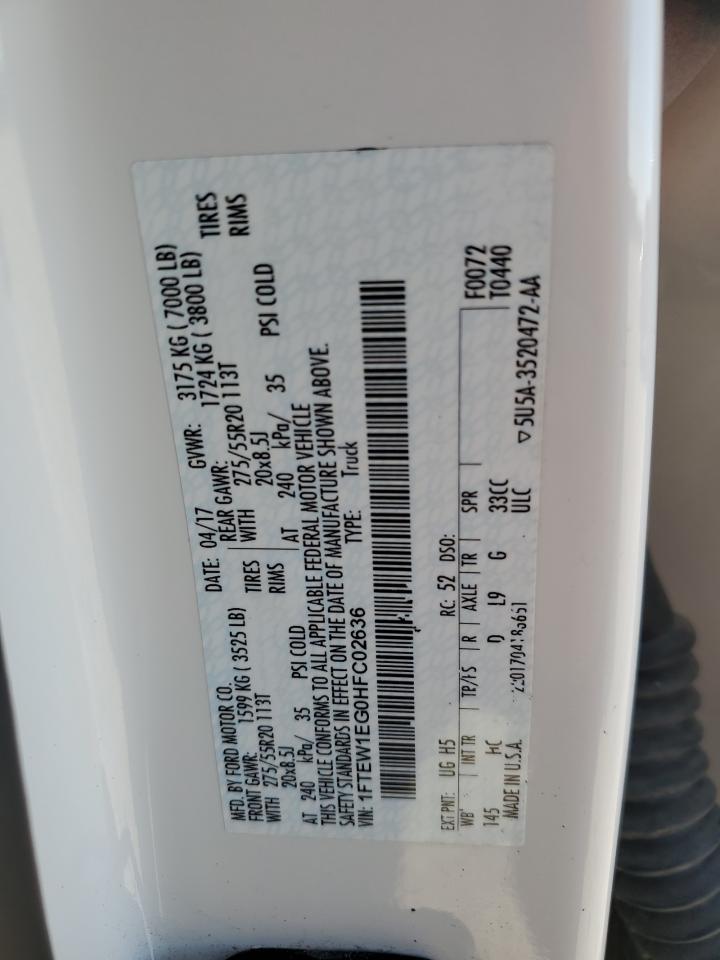 MFD. BY FORD MOTOR CO.
DATE: 04/17 GVWR: 3175 KG ( 7000 LB)
FRONT GAWR: 1599 KG ( 3525 LB) REAR GAWR: 1724 KG ( 3800 LB)
WITH 275/55R20 113T TIRES WITH 275/55R20 113T TIRES
20x8.5J RIMS 20x8.5J RIMS
AT 240 kPa/ 35 PSI COLD AT 240 kPa/ 35 PSI COLD
THIS VEHICLE CONFORMS TO ALL APPLICABLE FEDERAL MOTOR VEHICLE
SAFETY STANDARDS IN EFFECT ON THE DATE OF MANUFACTURE SHOWN ABOVE.
VIN: 1FTEW1EG0HFC02636 TYPE: Truck
EXT PNT: UG H5 RC: 52 DSO: F0072
WB INT TR TP/PS R AXLE TR SPR T0440
145 HC D L9 G 33CC
MADE IN U.S.A. ULC ▽5U5A-3520472-AA